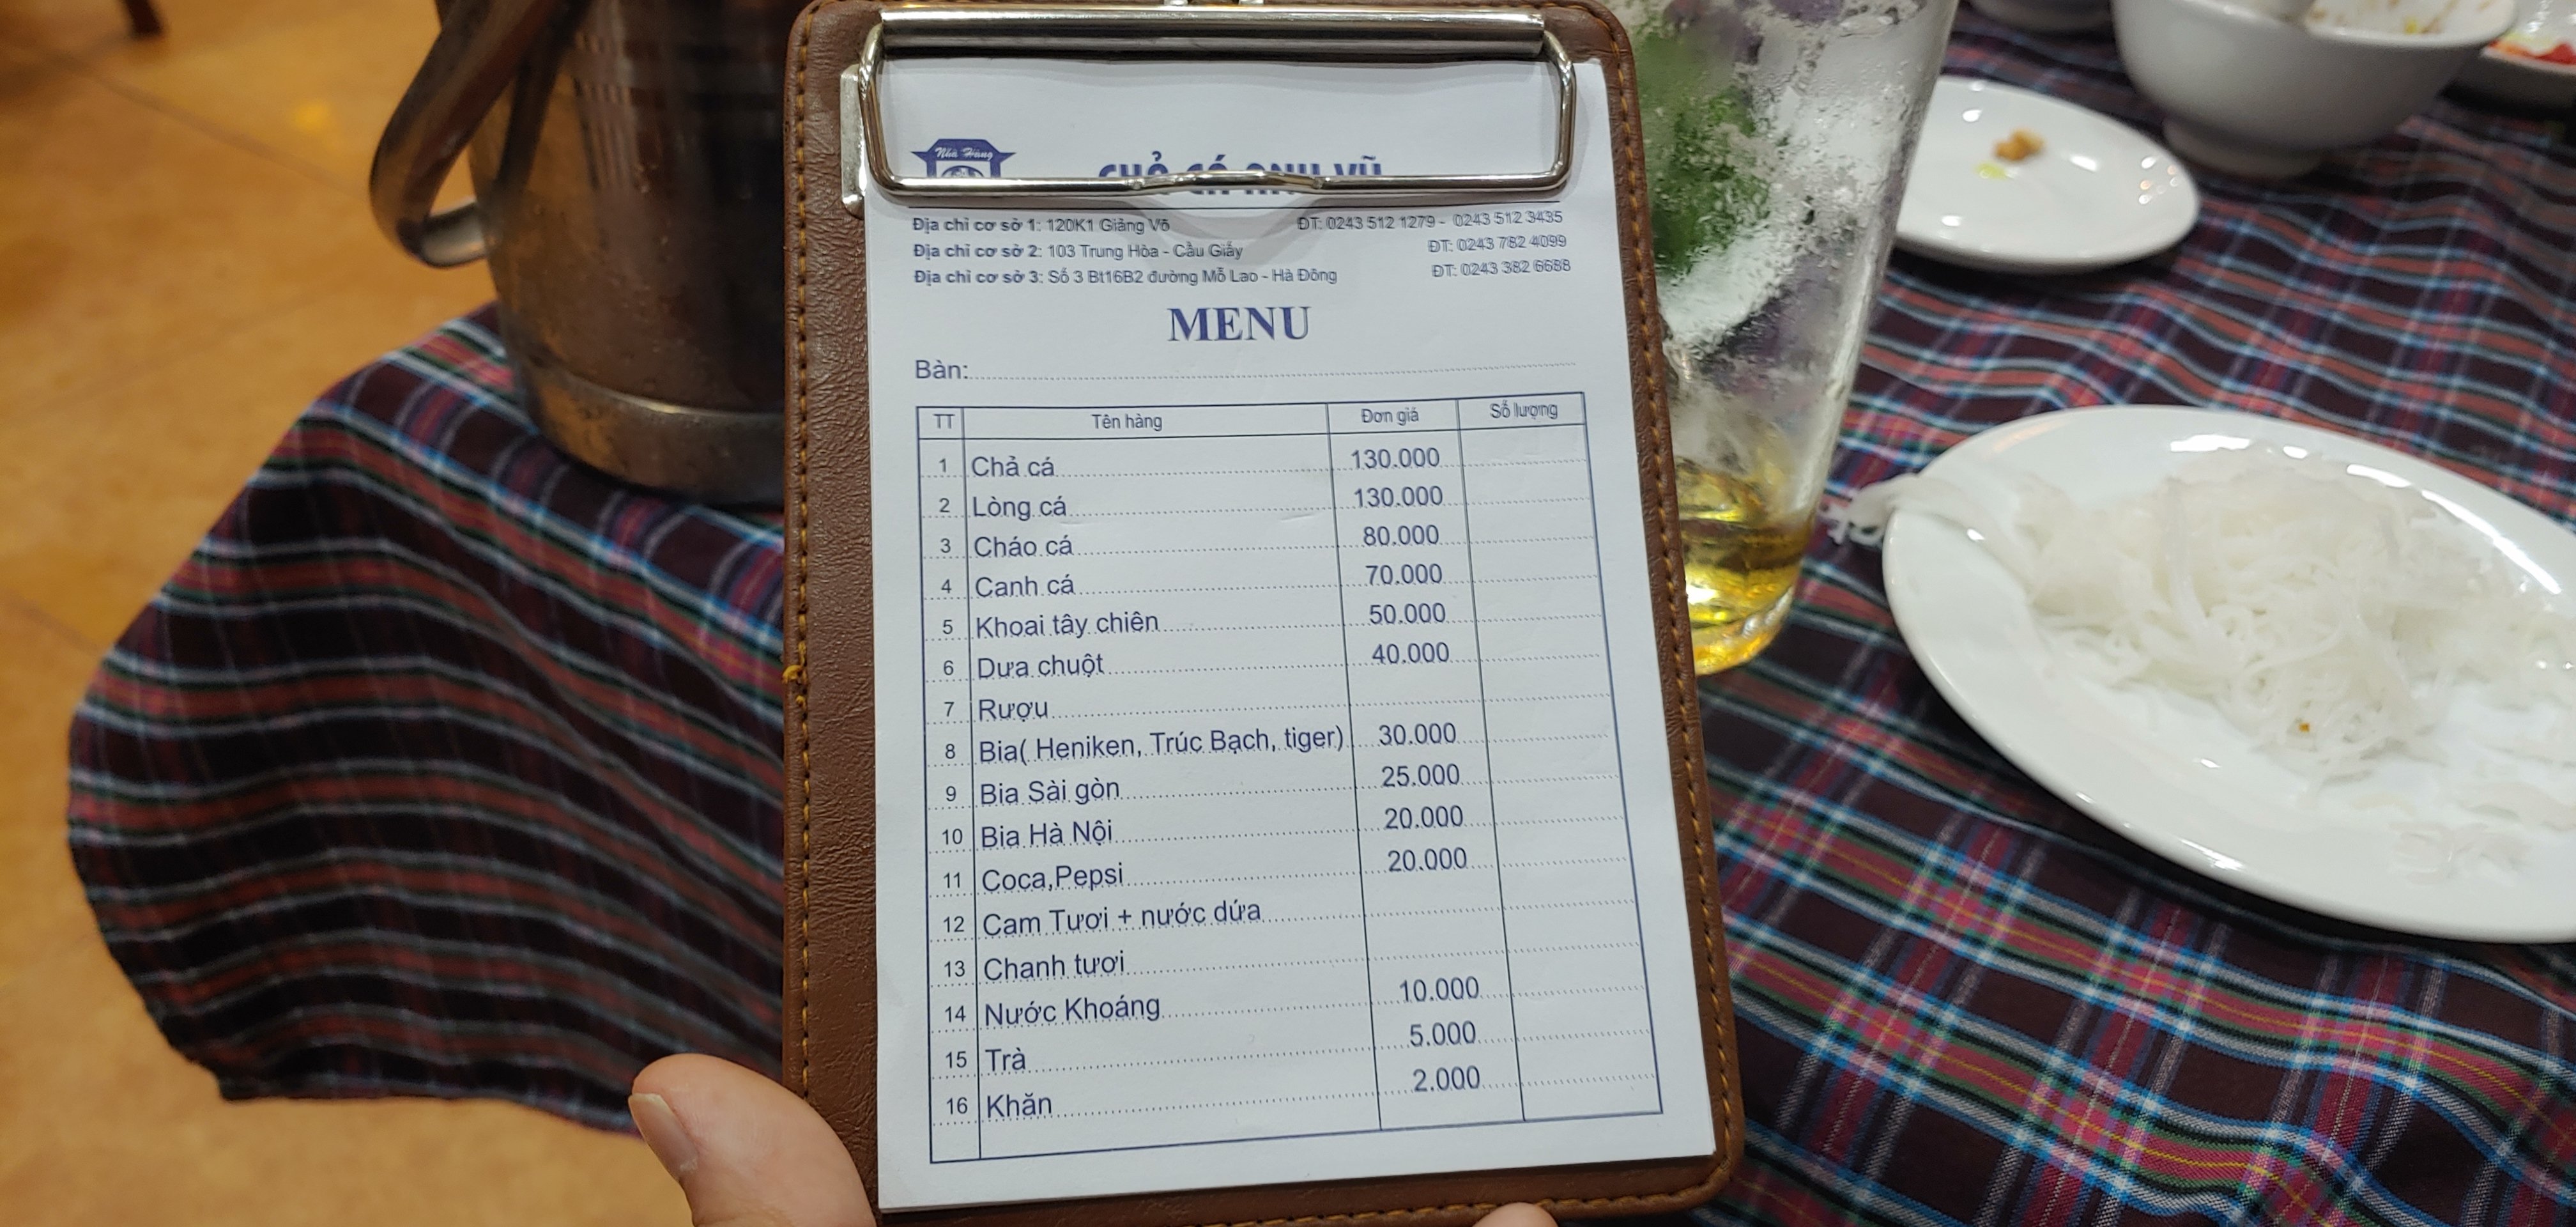 Nhà Hàng
CHẢ CÁ ANH VŨ
Địa chỉ cơ sở 1: 120K1 Giảng Võ ĐT: 0243 512 1279 - 0243 512 3435
Địa chỉ cơ sở 2: 103 Trung Hòa - Cầu Giấy ĐT: 0243 782 4099
Địa chỉ cơ sở 3: Số 3 Bt16B2 đường Mỗ Lao - Hà Đông ĐT: 0243 382 6688
MENU
Bàn:
TT Tên hàng Đơn giá Số lượng
1 Chả cá 130.000
2 Lòng cá 130.000
3 Cháo cá 80.000
4 Canh cá 70.000
5 Khoai tây chiên 50.000
6 Dưa chuột 40.000
7 Rượu
8 Bia( Heniken, Trúc Bạch, tiger) 30.000
9 Bia Sài gòn 25.000
10 Bia Hà Nội 20.000
11 Coca,Pepsi 20.000
12 Cam Tươi + nước dứa
13 Chanh tươi
14 Nước Khoáng 10.000
15 Trà 5.000
16 Khăn 2.000